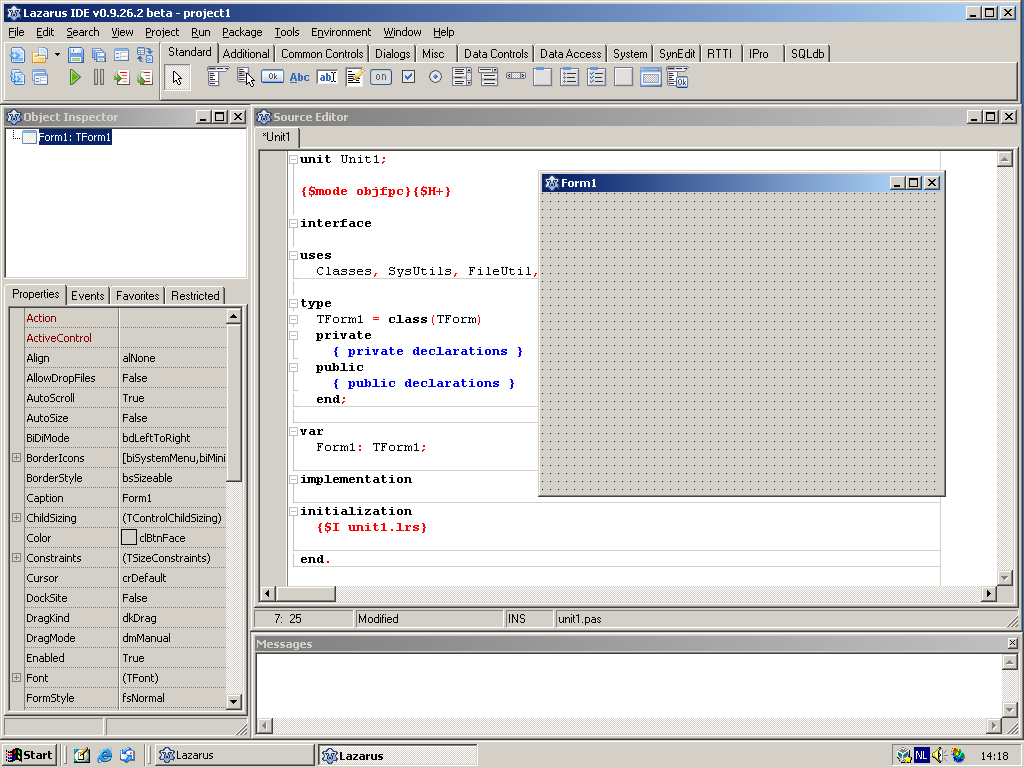 Lazarus IDE v0.9.26.2 beta - project1
File Edit Search View Project Run Package Tools Environment Window Help
Standard Additional Common Controls Dialogs Misc Data Controls Data Access System SynEdit RTTI IPro SQLdb
Ok Abc abI on Ok
Object Inspector
Form1: TForm1
Properties Events Favorites Restricted
Action
ActiveControl
Align alNone
AllowDropFiles False
AutoScroll True
AutoSize False
BiDiMode bdLeftToRight
BorderIcons [biSystemMenu,biMini
BorderStyle bsSizeable
Caption Form1
ChildSizing (TControlChildSizing)
Color clBtnFace
Constraints (TSizeConstraints)
Cursor crDefault
DockSite False
DragKind dkDrag
DragMode dmManual
Enabled True
Font (TFont)
FormStyle fsNormal
Source Editor
*Unit1
unit Unit1;
{$mode objfpc}{$H+}
interface
uses
Classes, SysUtils, FileUtil,
type
TForm1 = class(TForm)
private
{ private declarations }
public
{ public declarations }
end;
var
Form1: TForm1;
implementation
initialization
{$I unit1.lrs}
end.
Form1
7: 25 Modified INS unit1.pas
Messages
Start Lazarus Lazarus NL 14:18